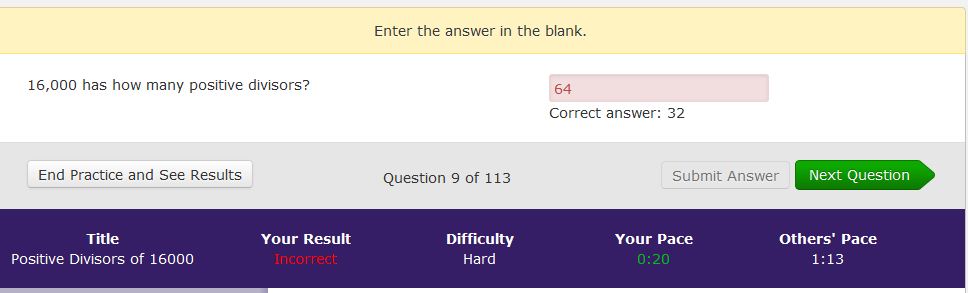 Enter the answer in the blank.
16,000 has how many positive divisors?
64
Correct answer: 32
End Practice and See Results
Question 9 of 113
Submit Answer
Next Question
Title Your Result Difficulty Your Pace Others' Pace
Positive Divisors of 16000 Incorrect Hard 0:20 1:13